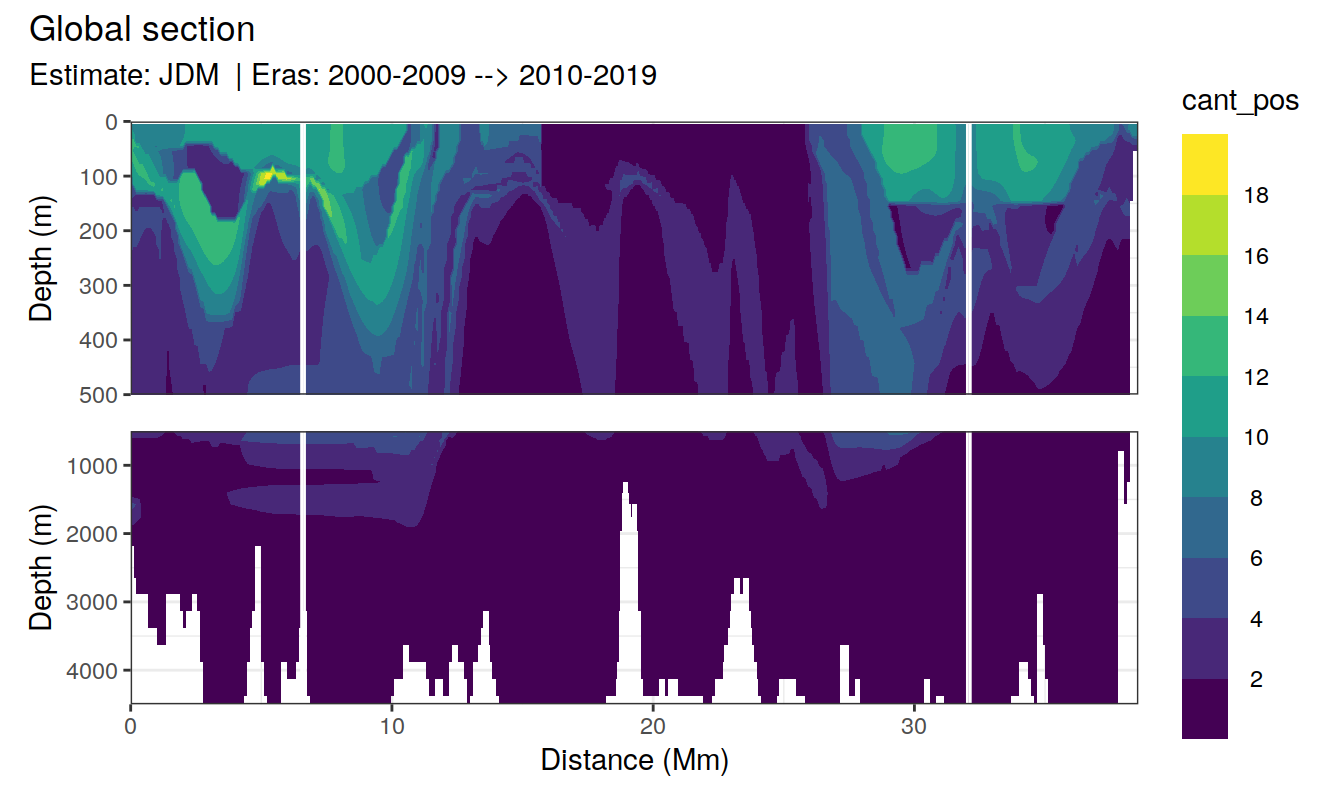 Global section
Estimate: JDM | Eras: 2000-2009 --> 2010-2019
cant_pos
18
16
14
12
10
8
6
4
2
Depth (m)
0
100
200
300
400
500
Depth (m)
1000
2000
3000
4000
0 10 20 30
Distance (Mm)